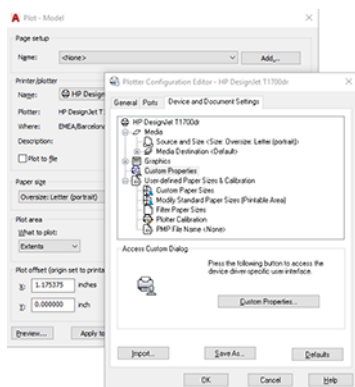 Plot - Model
Page setup
Name:
<None>
Add...
Printer/plotter
Name:
HP Design
Plotter:
HP DesignJet T1
Where:
EMEA/Barcelon
Description:
Plot to file
Paper size
Oversize: Letter (portrait)
Plot area
What to plot:
Extents
Plot offset (origin set to printa
X:
1.175375
inches
Y:
0.000000
inch
Preview...
Apply to
Plotter Configuration Editor - HP DesignJet T1700dr
General
Ports
Device and Document Settings
HP DesignJet T1700dr
Media
Source and Size <Size: Oversize: Letter (portrait)>
Media Destination <Default>
Graphics
Custom Properties
User-defined Paper Sizes & Calibration
Custom Paper Sizes
Modify Standard Paper Sizes (Printable Area)
Filter Paper Sizes
Plotter Calibration
PMP File Name <None>
Access Custom Dialog
Press the following button to access the
device driver-specific user-interface.
Custom Properties...
Import...
Save As...
Defaults
OK
Cancel
Help